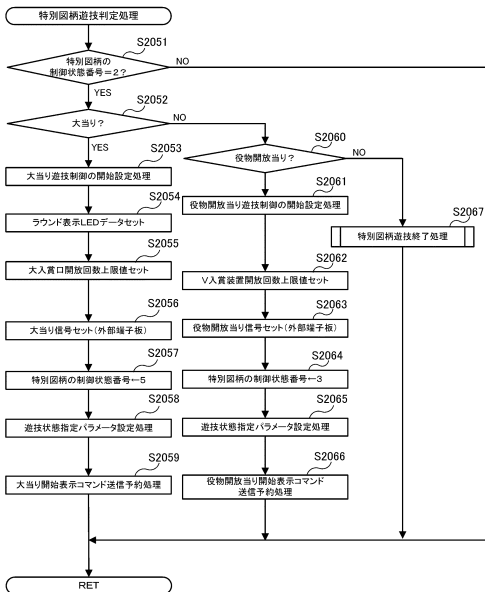 特別図柄遊技判定処理
S2051
特別図柄の
制御状態番号=2?
NO
YES
S2052
大当り?
NO
YES
S2053
大当り遊技制御の開始設定処理
S2054
ラウンド表示LEDデータセット
S2055
大入賞口開放回数上限値セット
S2056
大当り信号セット(外部端子板)
S2057
特別図柄の制御状態番号←5
S2058
遊技状態指定パラメータ設定処理
S2059
大当り開始表示コマンド送信予約処理
S2060
役物開放当り?
NO
YES
S2061
役物開放当り遊技制御の開始設定処理
S2062
V入賞装置開放回数上限値セット
S2063
役物開放当り信号セット(外部端子板)
S2064
特別図柄の制御状態番号←3
S2065
遊技状態指定パラメータ設定処理
S2066
役物開放当り開始表示コマンド
送信予約処理
S2067
特別図柄遊技終了処理
RET